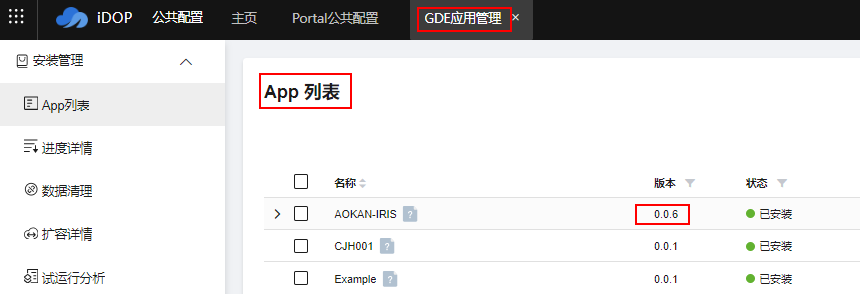 iDOP 公共配置 主页 Portal公共配置 GDE应用管理 ×
安装管理
App列表
进度详情
数据清理
扩容详情
试运行分析
App 列表
名称 版本 状态
AOKAN-IRIS ? 0.0.6 已安装
CJH001 ? 0.0.1 已安装
Example ? 0.0.1 已安装